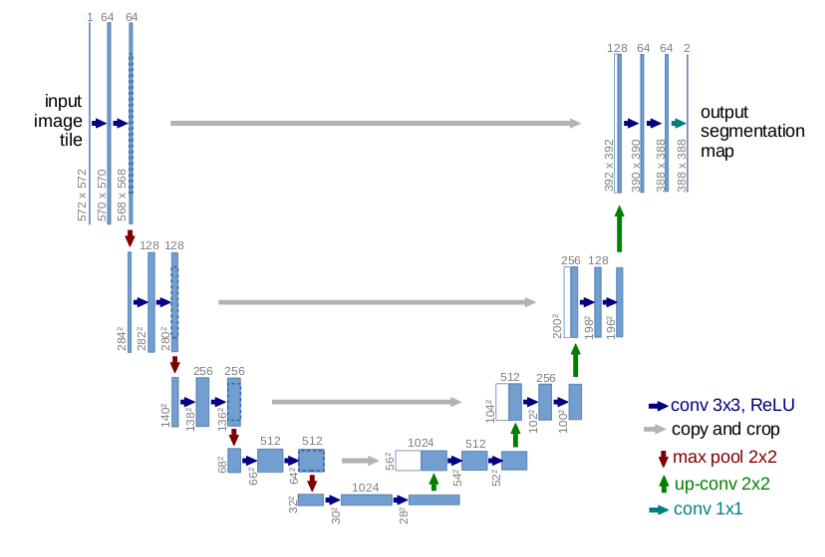 1 64 64
input
image
tile
572 x 572
570 x 570
568 x 568
128 64 64 2
output
segmentation
map
392 x 392
390 x 390
388 x 388
388 x 388
128 128
284²
282²
280²
256 128
200²
198²
196²
256 256
140²
138²
136²
512 256
104²
102²
100²
512 512
68²
66²
64²
1024 512
56²
54²
52²
1024
32²
30²
28²
conv 3x3, ReLU
copy and crop
max pool 2x2
up-conv 2x2
conv 1x1